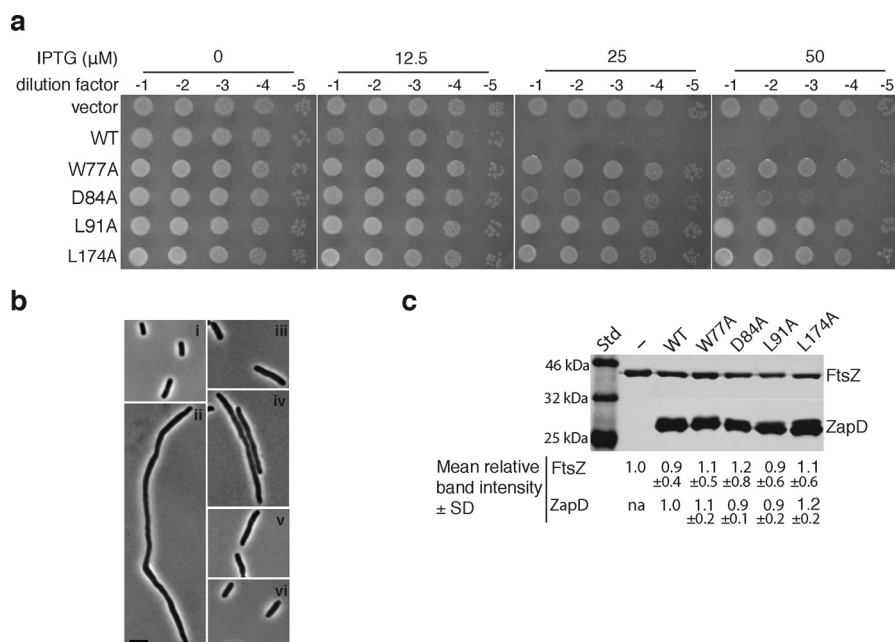 a
IPTG (μM) 0 12.5 25 50
dilution factor -1 -2 -3 -4 -5 -1 -2 -3 -4 -5 -1 -2 -3 -4 -5 -1 -2 -3 -4 -5
vector
WT
W77A
D84A
L91A
L174A
b
i
ii
iii
iv
v
vi
c
Std – WT W77A D84A L91A L174A
46 kDa
FtsZ
32 kDa
ZapD
25 kDa
Mean relative band intensity ± SD
FtsZ 1.0 0.9 1.1 1.2 0.9 1.1
±0.4 ±0.5 ±0.8 ±0.6 ±0.6
ZapD na 1.0 1.1 0.9 0.9 1.2
±0.2 ±0.1 ±0.2 ±0.2